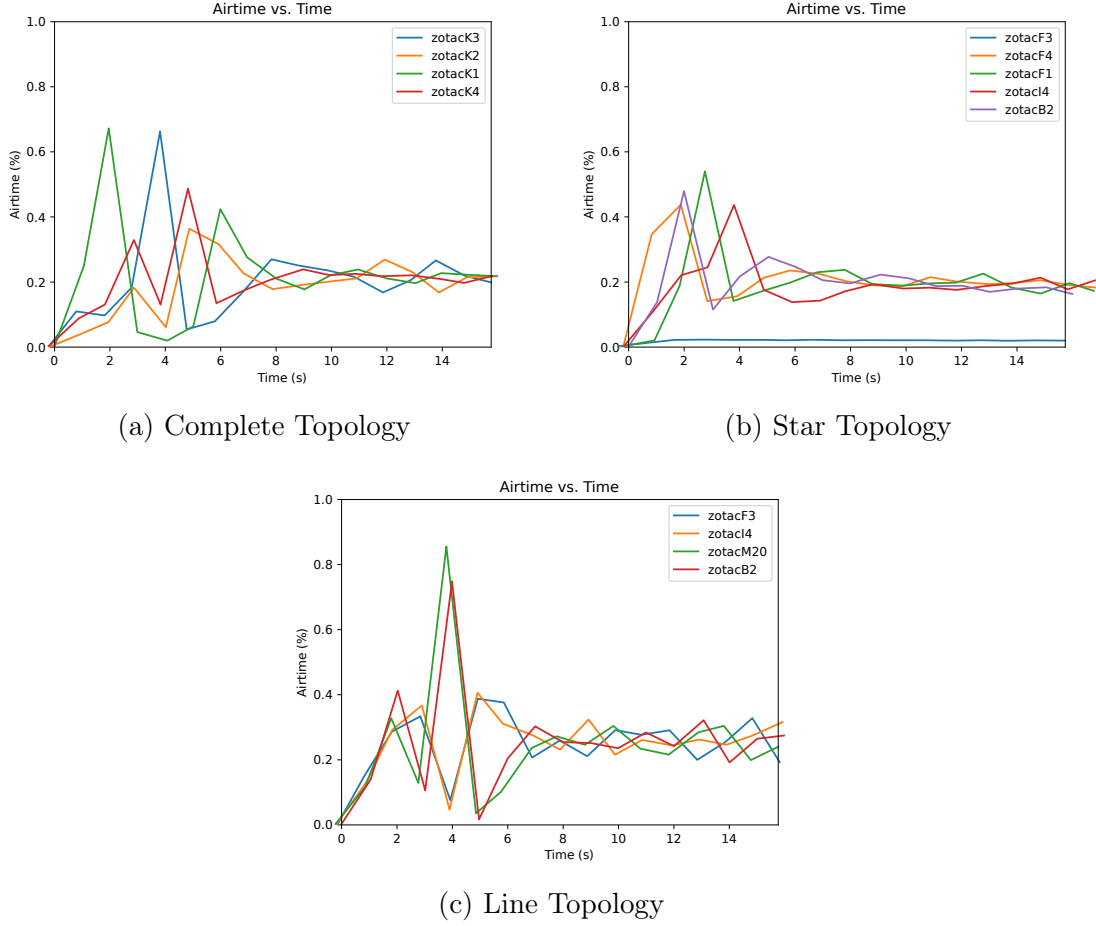 Airtime vs. Time
1.0
0.8
0.6
0.4
0.2
0.0
Airtime (%)
zotacK3
zotacK2
zotacK1
zotacK4
0 2 4 6 8 10 12 14
Time (s)
(a) Complete Topology
Airtime vs. Time
1.0
0.8
0.6
0.4
0.2
0.0
Airtime (%)
zotacF3
zotacF4
zotacF1
zotacI4
zotacB2
0 2 4 6 8 10 12 14
Time (s)
(b) Star Topology
Airtime vs. Time
1.0
0.8
0.6
0.4
0.2
0.0
Airtime (%)
zotacF3
zotacI4
zotacM20
zotacB2
0 2 4 6 8 10 12 14
Time (s)
(c) Line Topology